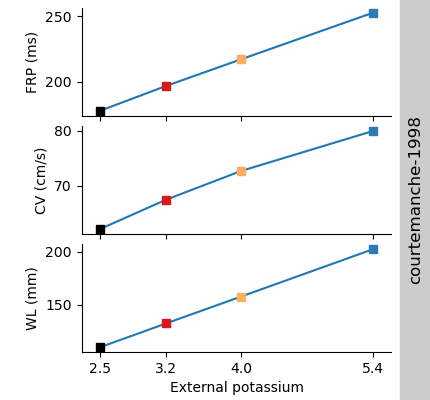 250
200
FRP (ms)
80
70
CV (cm/s)
200
150
WL (mm)
2.5 3.2 4.0 5.4
External potassium
courtemanche-1998